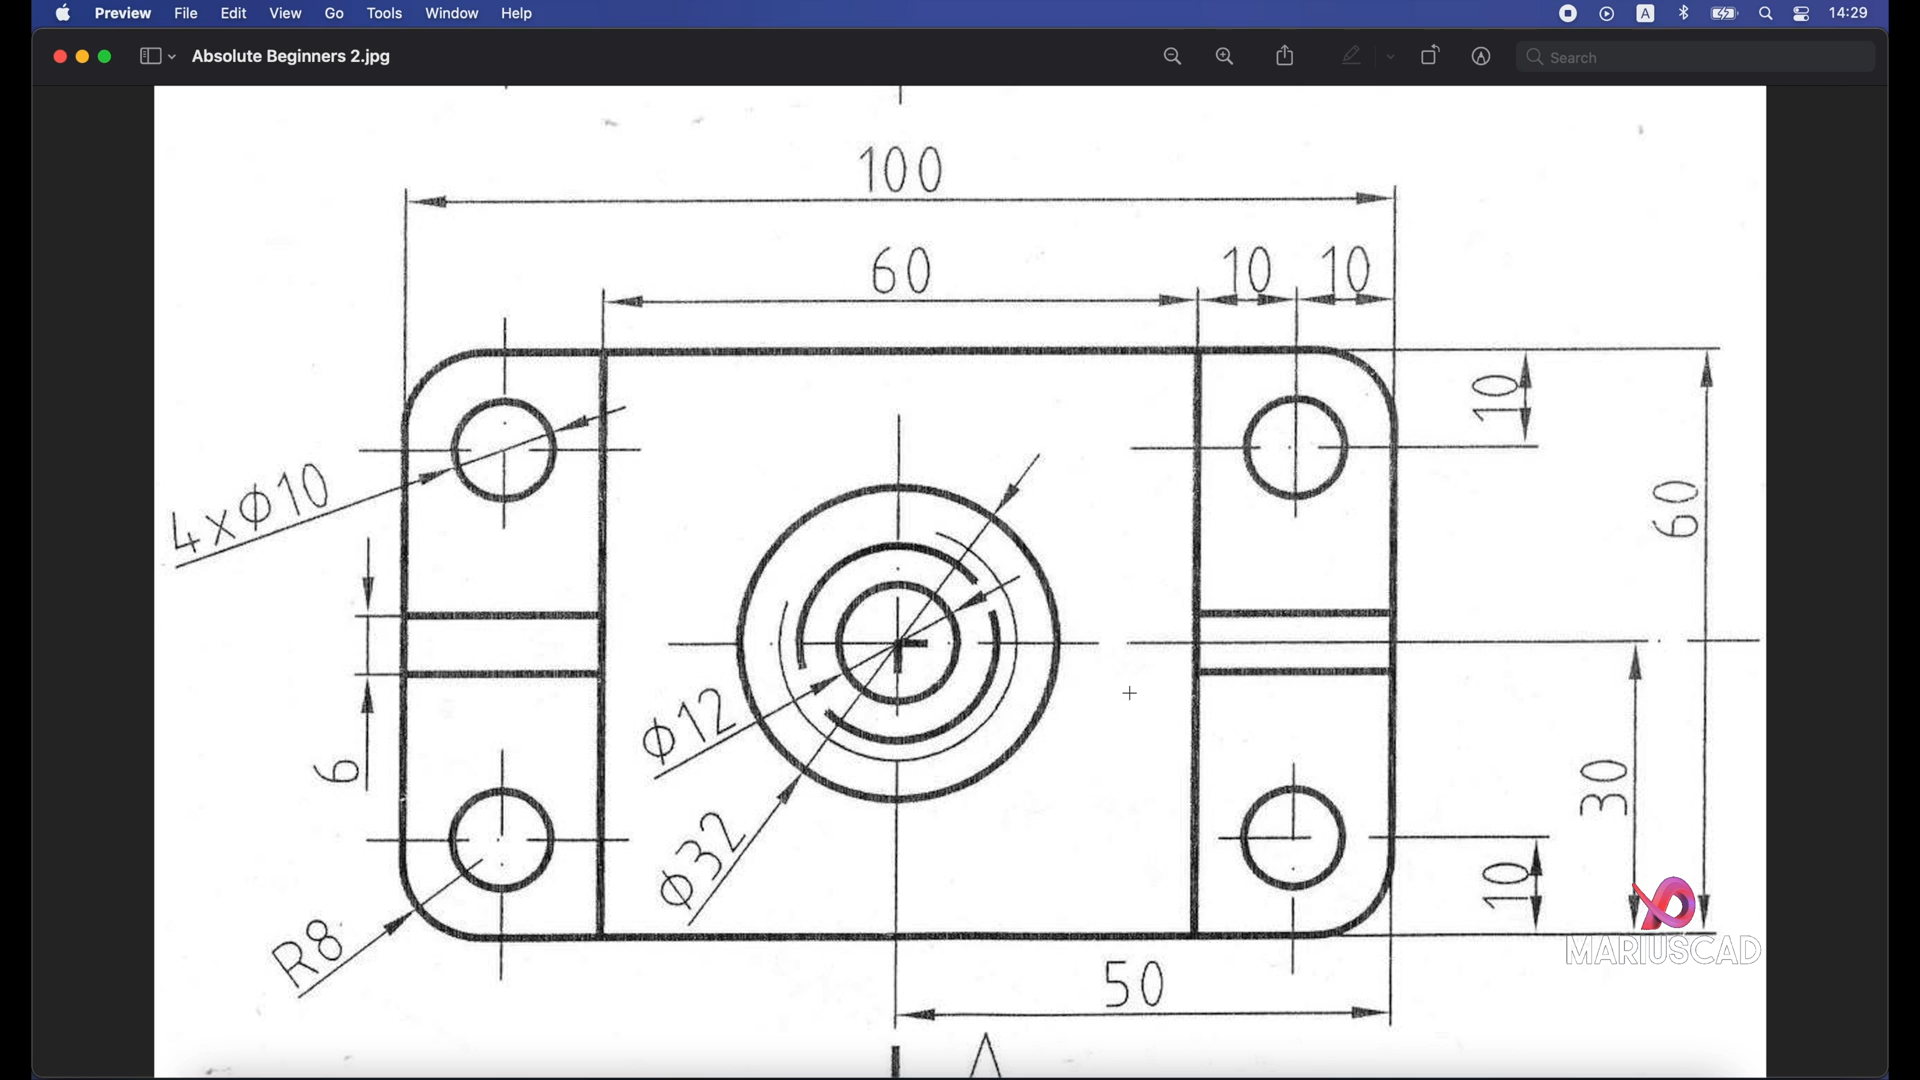 Preview File Edit View Go Tools Window Help A 14:29
Absolute Beginners 2.jpg Search
100
60 10 10
10
60
4xΦ10
Φ12
6
30
Φ32
10
R8
MARIUSCAD
50
A